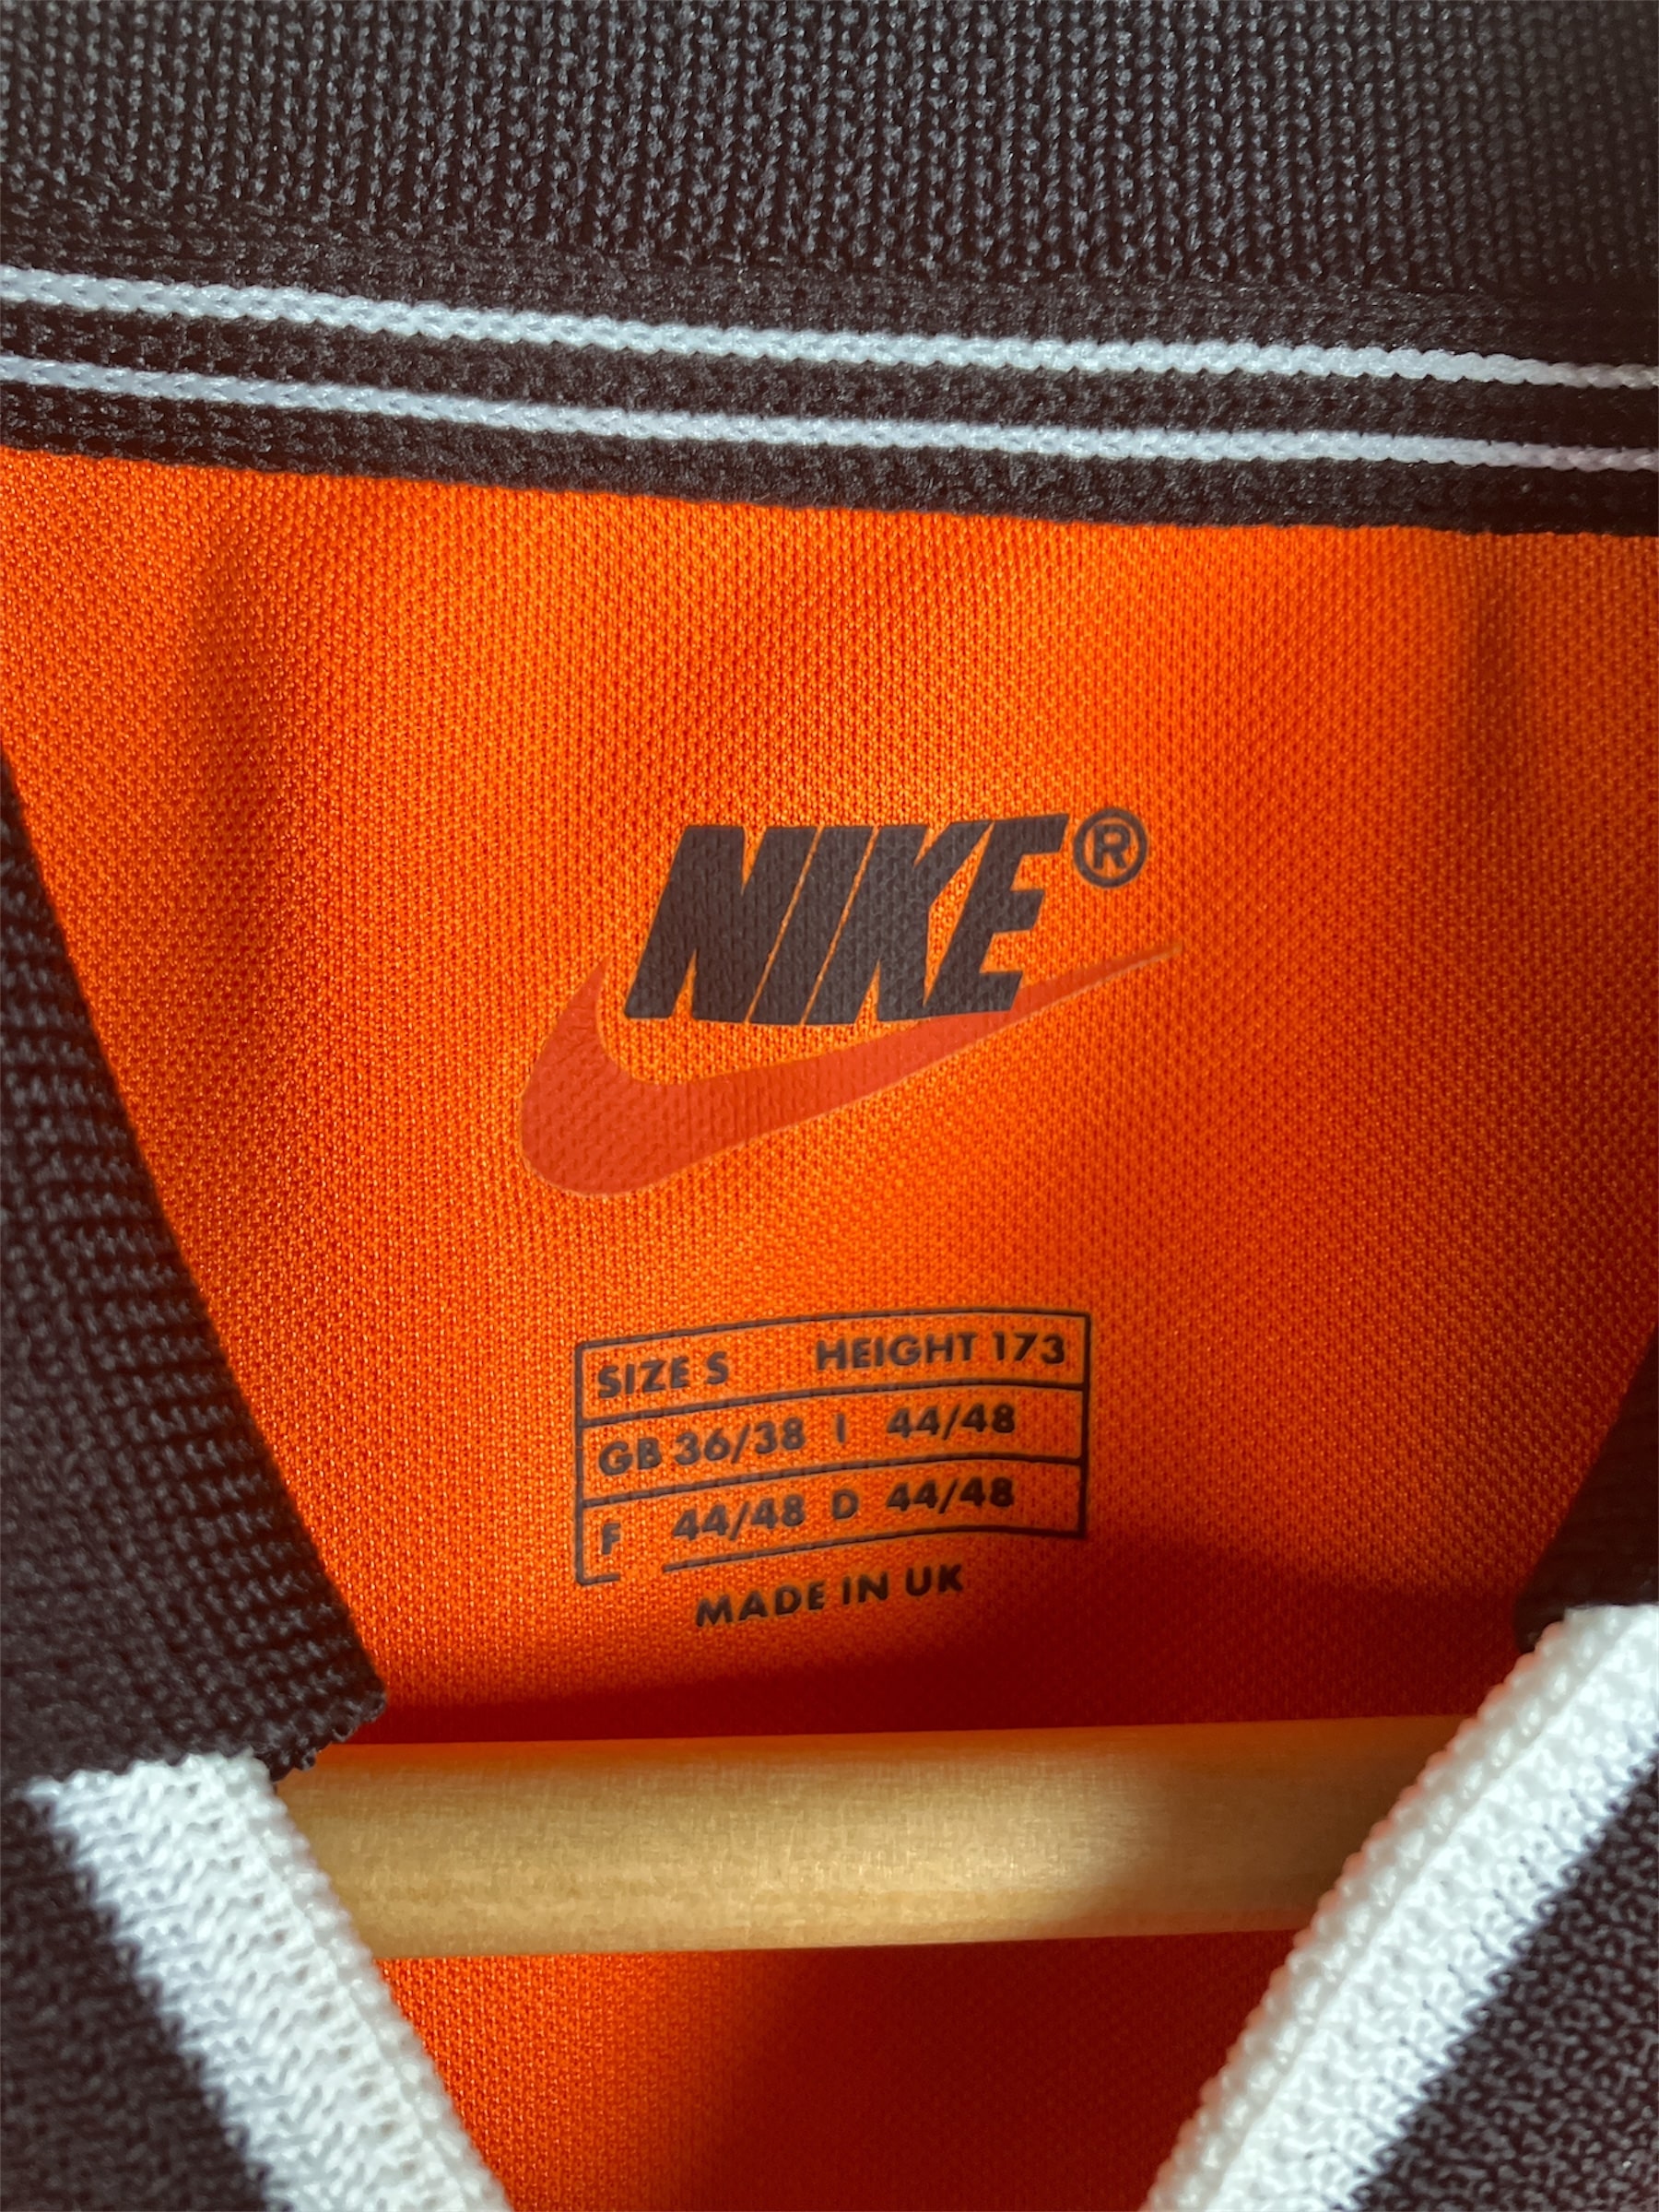 NIKE®
SIZE S HEIGHT 173
GB 36/38 I 44/48
F 44/48 D 44/48
MADE IN UK